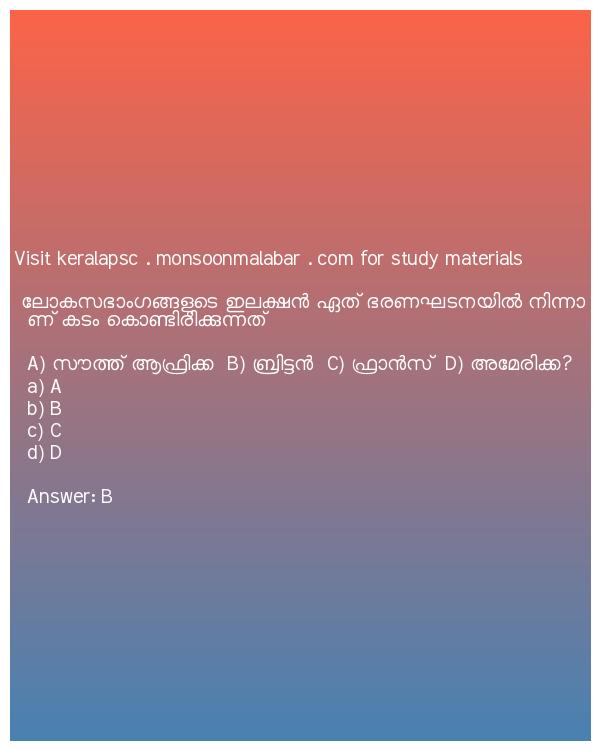 Visit keralapsc . monsoonmalabar . com for study materials
ലോകസഭാംഗങ്ങളുടെ ഇലക്ഷൻ ഏത് ഭരണഘടനയിൽ നിന്നാ
ണ് കടം കൊണ്ടിരിക്കുന്നത്
A) സൗത്ത് ആഫ്രിക്ക B) ബ്രിട്ടൻ C) ഫ്രാൻസ് D) അമേരിക്ക?
a) A
b) B
c) C
d) D
Answer: B